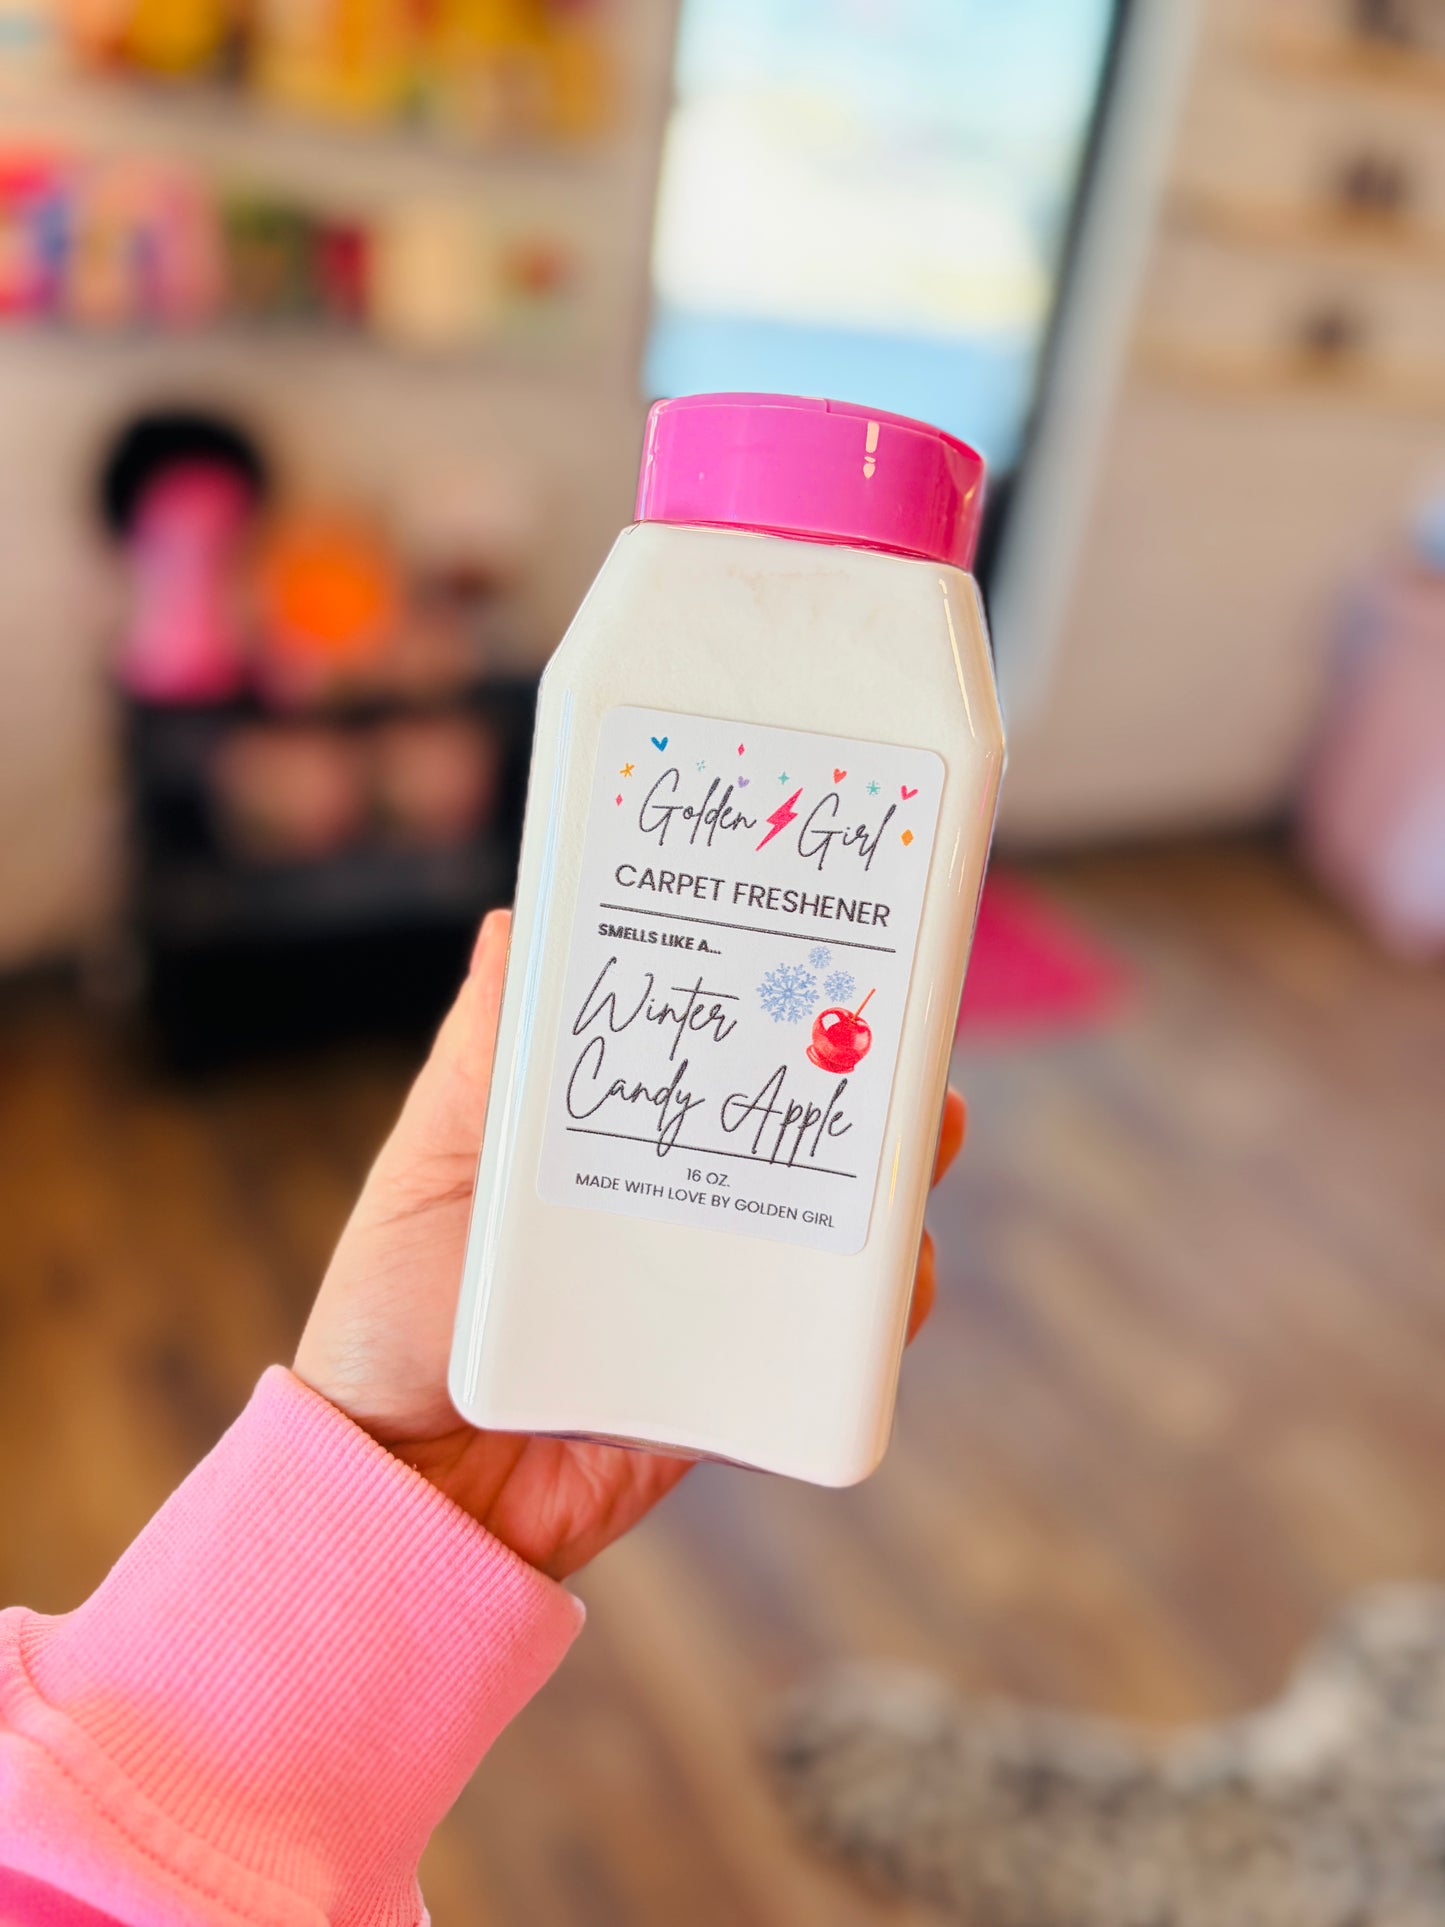 Golden Girl
CARPET FRESHENER
SMELLS LIKE A...
Winter
Candy Apple
16 OZ.
MADE WITH LOVE BY GOLDEN GIRL